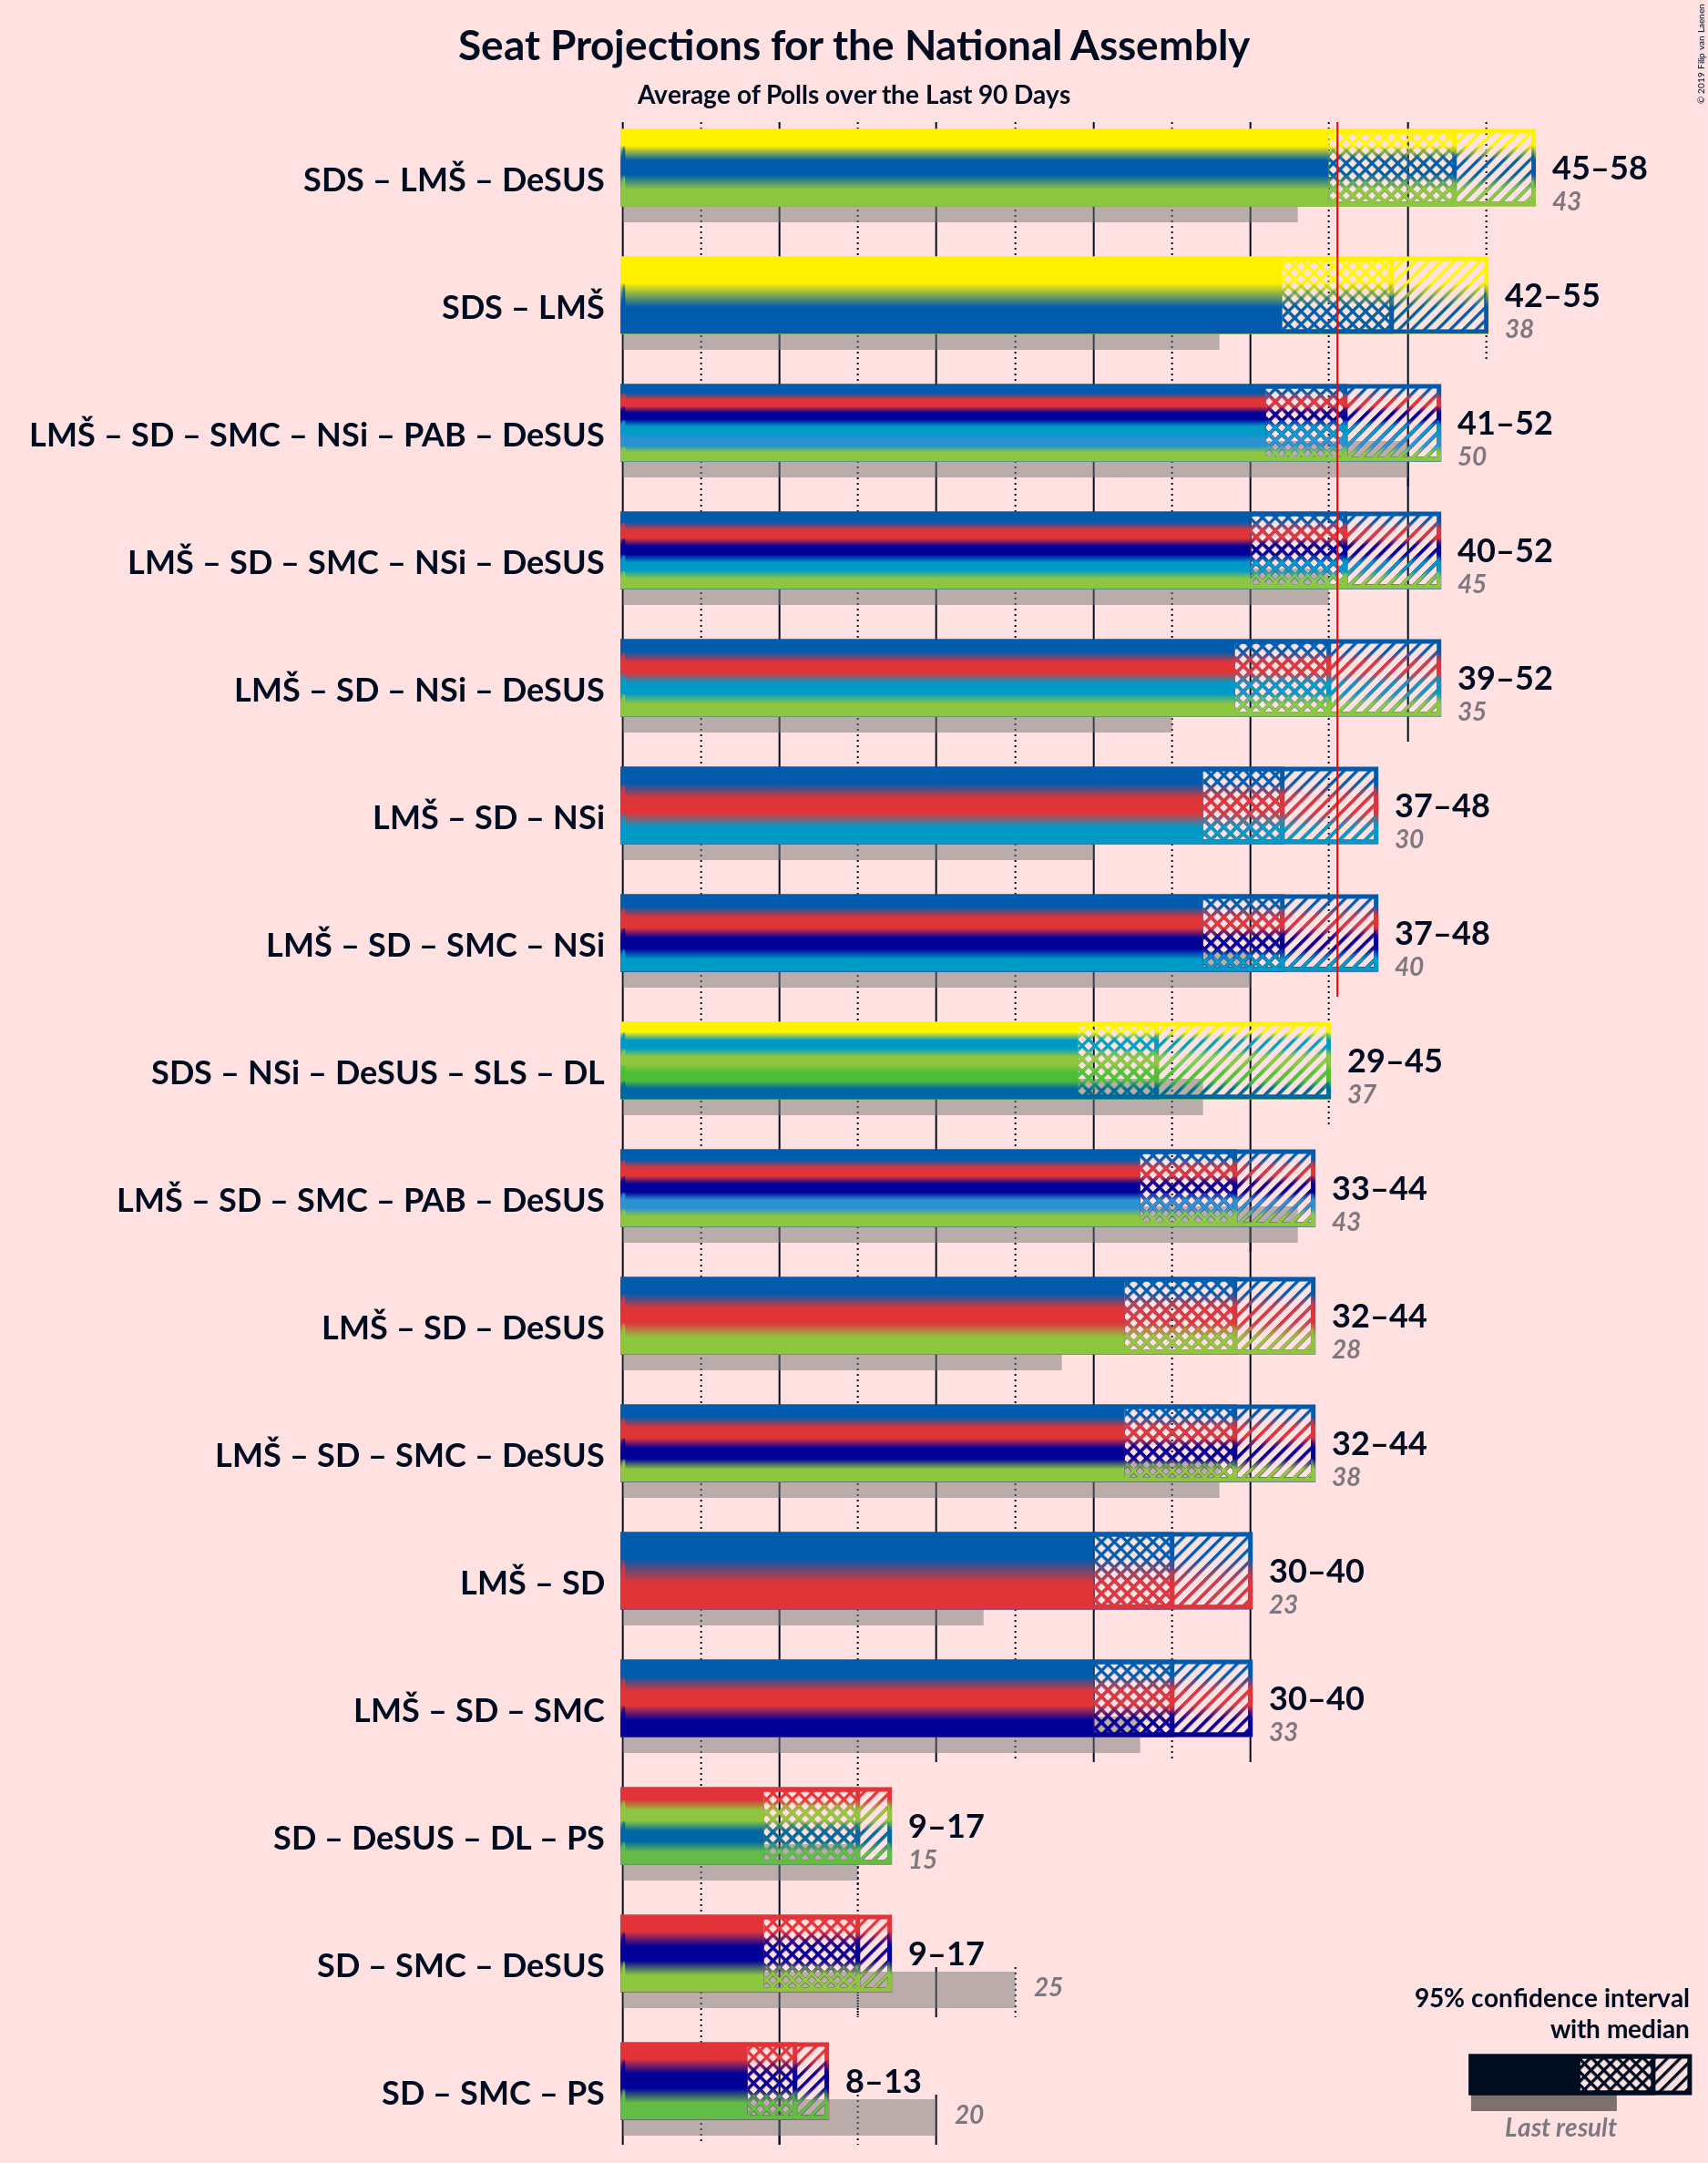 Seat Projections for the National Assembly
Average of Polls over the Last 90 Days
© 2019 Filip van Laenen
SDS – LMŠ – DeSUS
45–58
43
SDS – LMŠ
42–55
38
LMŠ – SD – SMC – NSi – PAB – DeSUS
41–52
50
LMŠ – SD – SMC – NSi – DeSUS
40–52
45
LMŠ – SD – NSi – DeSUS
39–52
35
LMŠ – SD – NSi
37–48
30
LMŠ – SD – SMC – NSi
37–48
40
SDS – NSi – DeSUS – SLS – DL
29–45
37
LMŠ – SD – SMC – PAB – DeSUS
33–44
43
LMŠ – SD – DeSUS
32–44
28
LMŠ – SD – SMC – DeSUS
32–44
38
LMŠ – SD
30–40
23
LMŠ – SD – SMC
30–40
33
SD – DeSUS – DL – PS
9–17
15
SD – SMC – DeSUS
9–17
25
SD – SMC – PS
8–13
20
95% confidence interval
with median
Last result